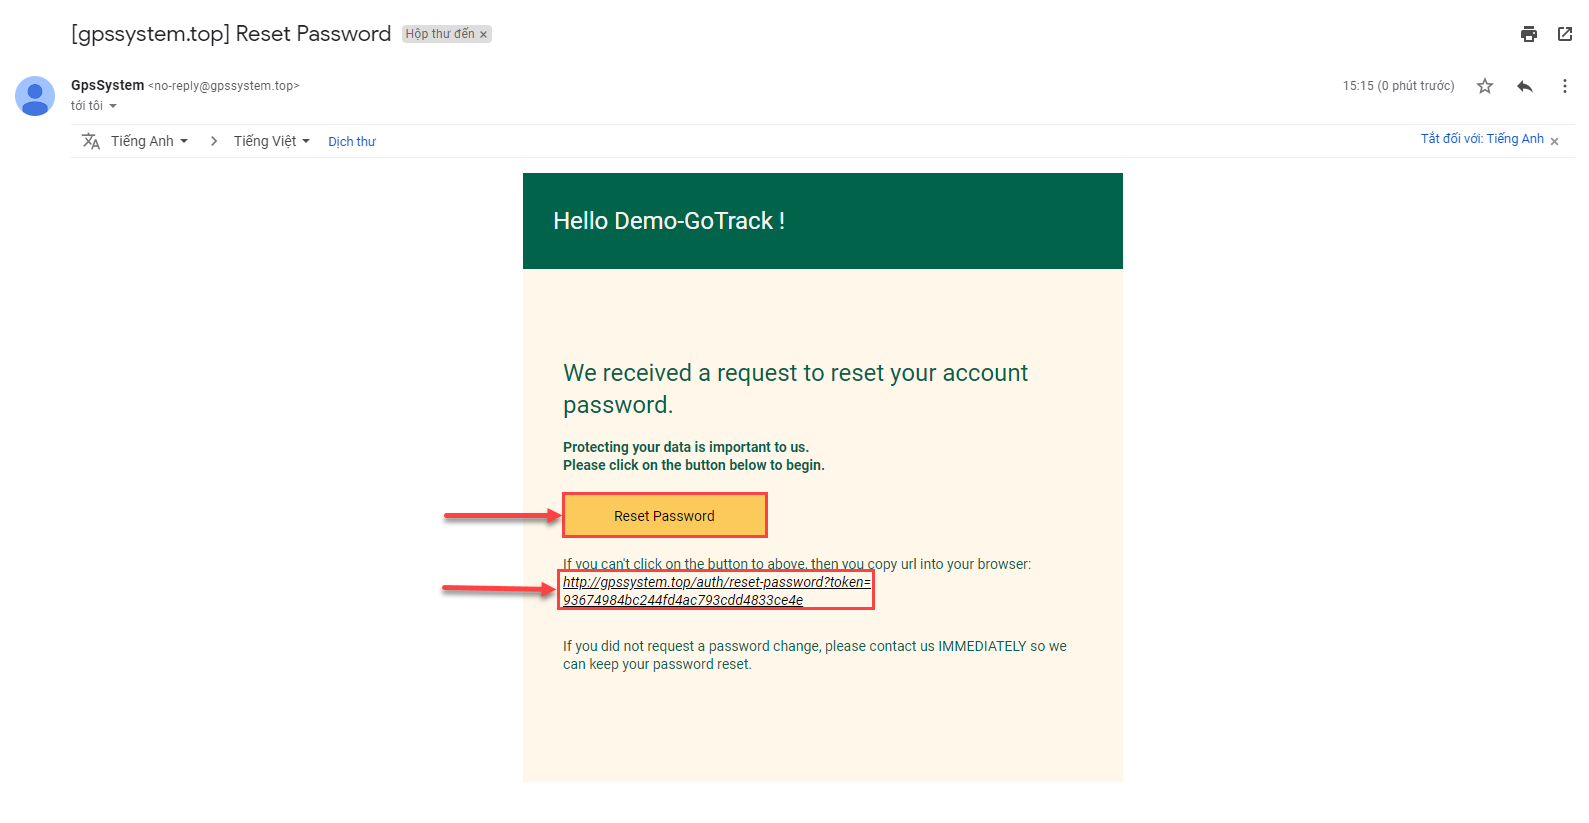 [gpssystem.top] Reset Password Hộp thư đến ×
GpsSystem <no-reply@gpssystem.top>
15:15 (0 phút trước)
tới tôi
Tiếng Anh > Tiếng Việt Dịch thư
Tắt đối với: Tiếng Anh ×
Hello Demo-GoTrack !
We received a request to reset your account
password.
Protecting your data is important to us.
Please click on the button below to begin.
Reset Password
If you can't click on the button to above, then you copy url into your browser:
http://gpssystem.top/auth/reset-password?token=
93674984bc244fd4ac793cdd4833ce4e
If you did not request a password change, please contact us IMMEDIATELY so we
can keep your password reset.